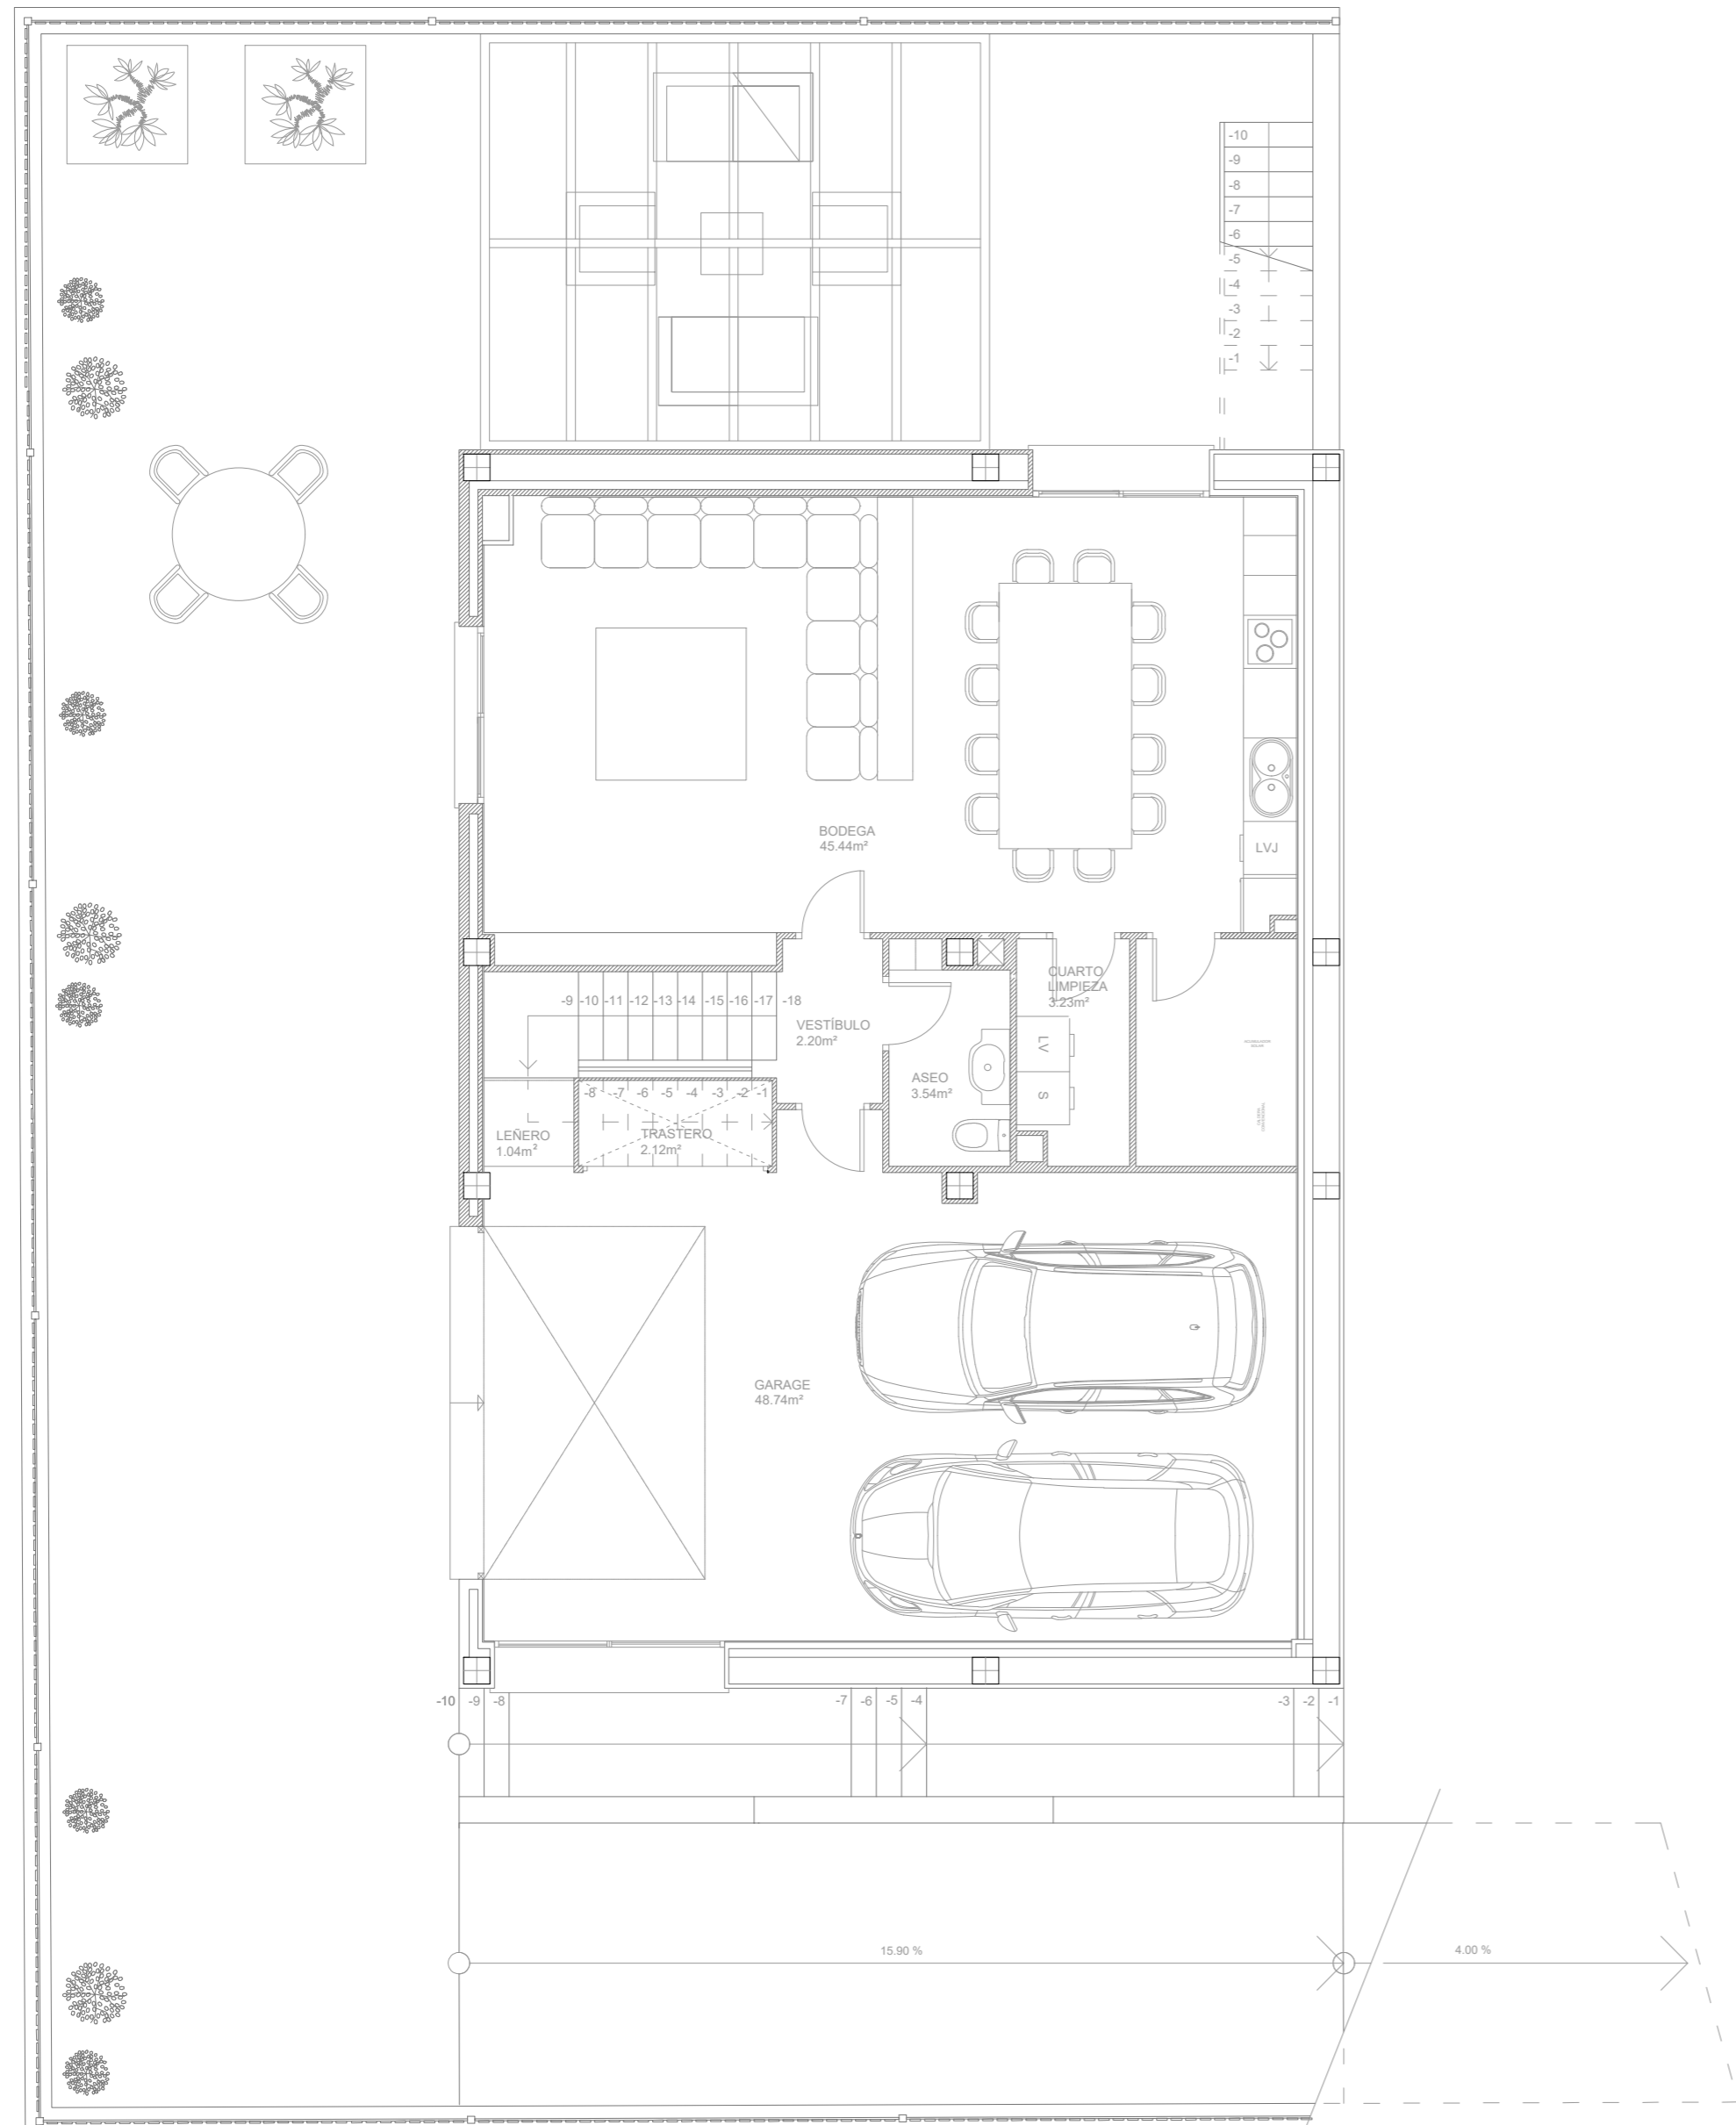 -10
-9
-8
-7
-6
-5
-4
-3
-2
-1
BODEGA
45.44m²
LVJ
CUARTO
LIMPIEZA
3.23m²
-9 -10 -11 -12 -13 -14 -15 -16 -17 -18
VESTÍBULO
2.20m²
LV
S
ASEO
3.54m²
-8 -7 -6 -5 -4 -3 -2 -1
LEÑERO
1.04m²
TRASTERO
2.12m²
GARAGE
48.74m²
-10 -9 -8 -7 -6 -5 -4 -3 -2 -1
15.90 %
4.00 %